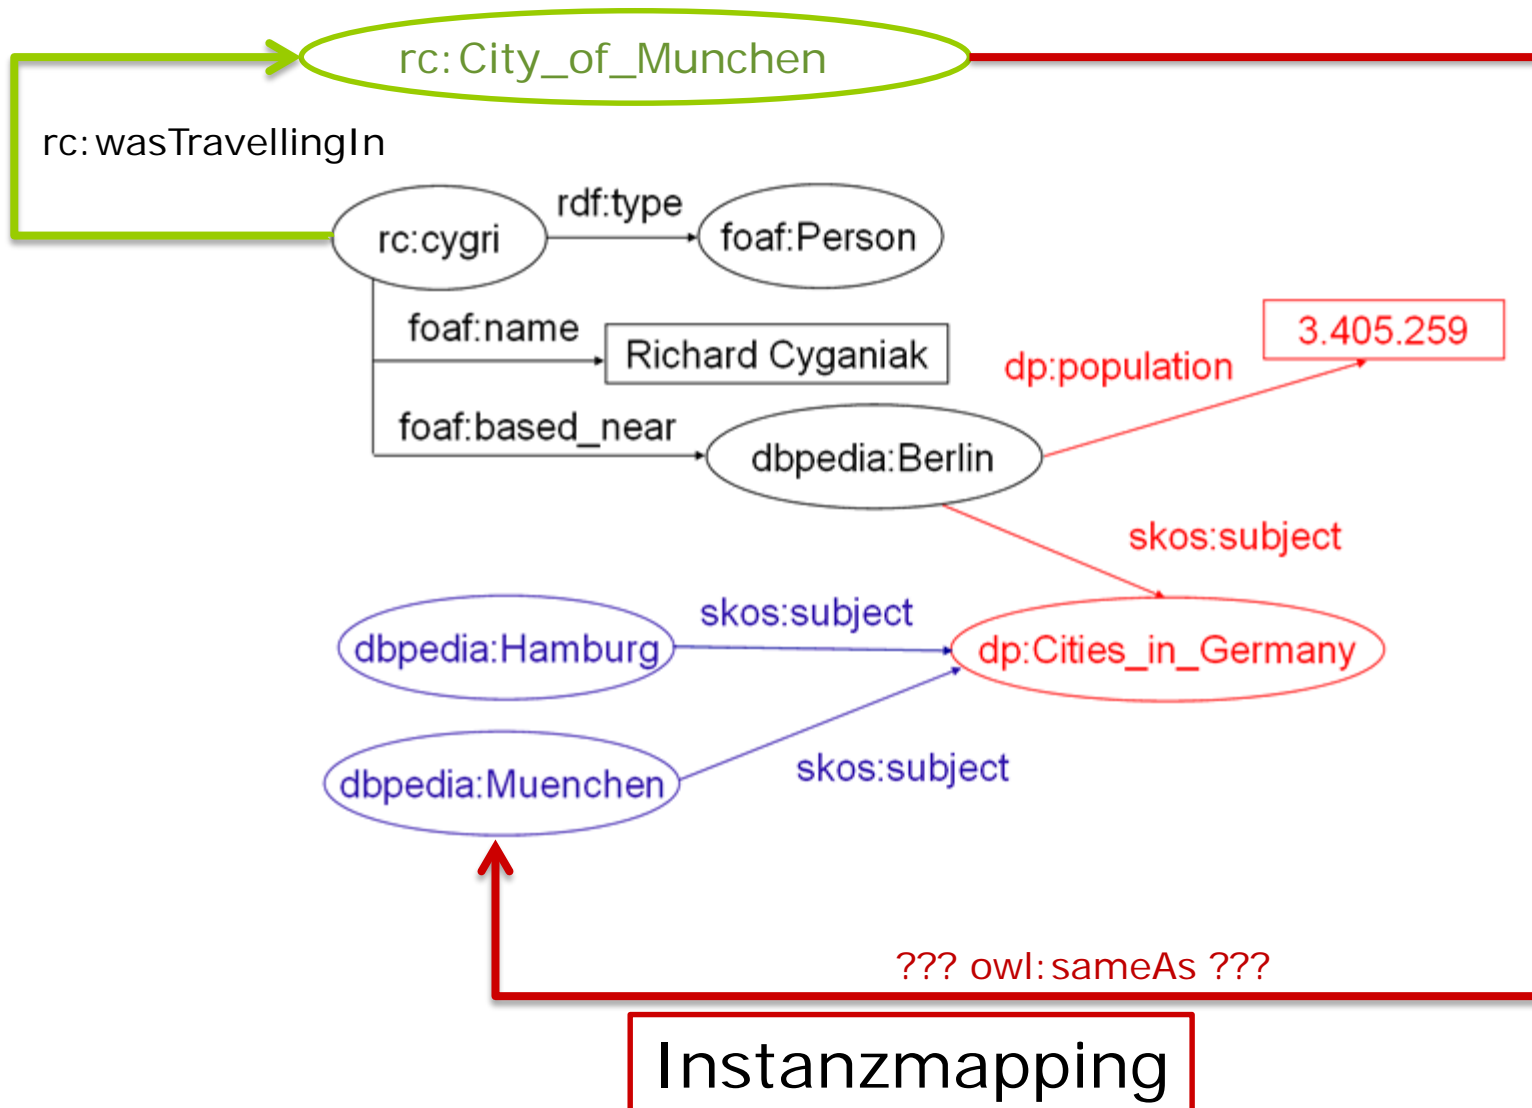 rc:City_of_Munchen
rc:wasTravellingIn
rdf:type
rc:cygri
foaf:Person
foaf:name
Richard Cyganiak
3.405.259
dp:population
foaf:based_near
dbpedia:Berlin
skos:subject
dbpedia:Hamburg
skos:subject
dp:Cities_in_Germany
dbpedia:Muenchen
skos:subject
??? owl:sameAs ???
Instanzmapping